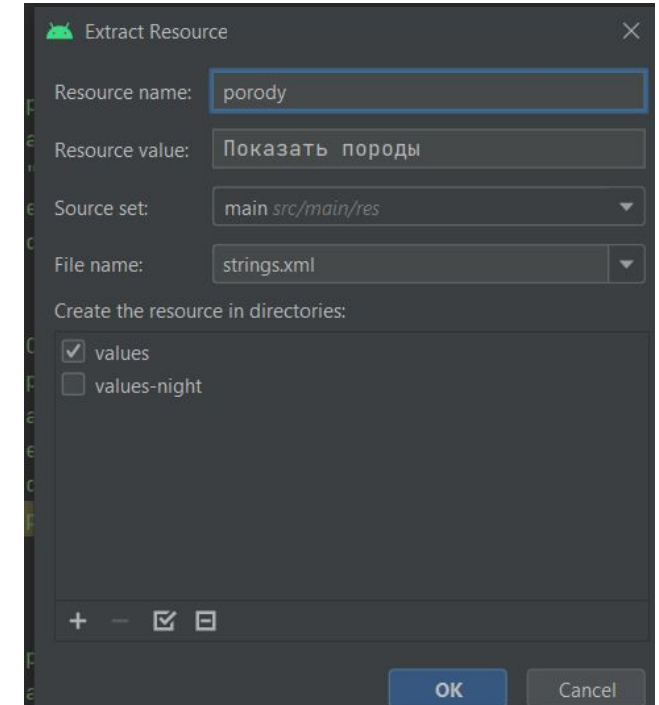 Extract Resource
Resource name: porody
Resource value: Показать породы
Source set: main src/main/res
File name: strings.xml
Create the resource in directories:
values
values-night
OK Cancel